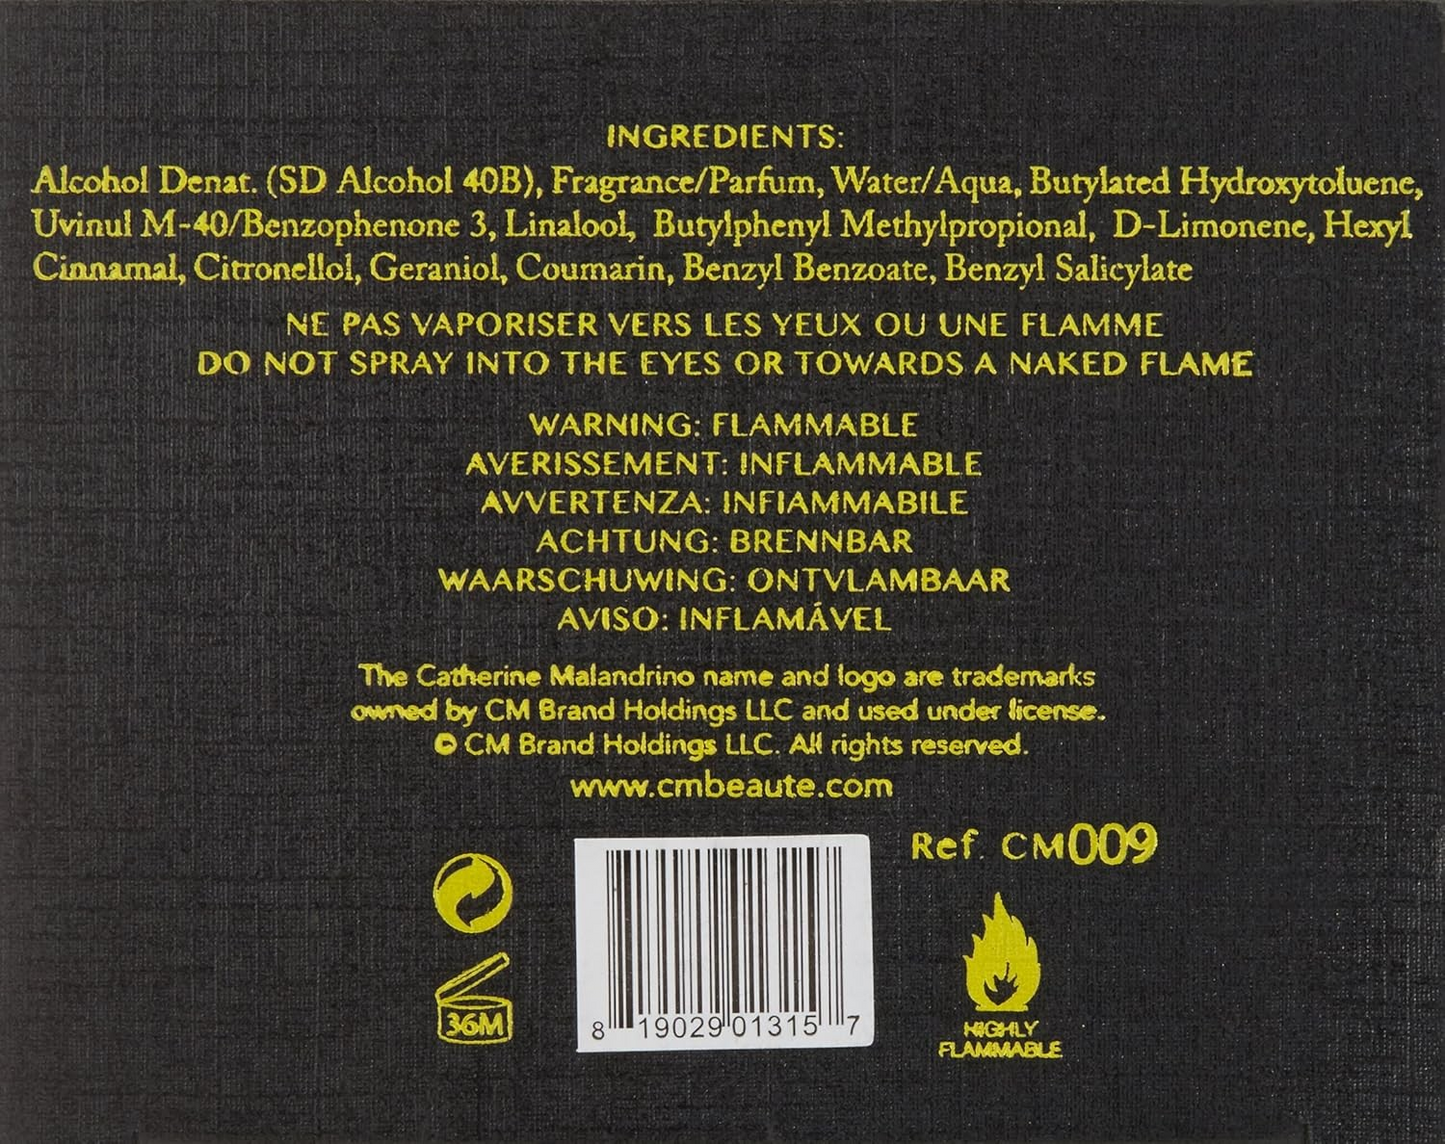 INGREDIENTS:
Alcohol Denat. (SD Alcohol 40B), Fragrance/Parfum, Water/Aqua, Butylated Hydroxytoluene,
Uvinul M-40/Benzophenone 3, Linalool, Butylphenyl Methylpropional, D-Limonene, Hexyl
Cinnamal, Citronellol, Geraniol, Coumarin, Benzyl Benzoate, Benzyl Salicylate
NE PAS VAPORISER VERS LES YEUX OU UNE FLAMME
DO NOT SPRAY INTO THE EYES OR TOWARDS A NAKED FLAME
WARNING: FLAMMABLE
AVERISSEMENT: INFLAMMABLE
AVVERTENZA: INFIAMMABILE
ACHTUNG: BRENNBAR
WAARSCHUWING: ONTVLAMBAAR
AVISO: INFLAMÁVEL
The Catherine Malandrino name and logo are trademarks
owned by CM Brand Holdings LLC and used under license.
© CM Brand Holdings LLC. All rights reserved.
www.cmbeaute.com
Ref. CM009
36M
8 19029 01315 7
HIGHLY
FLAMMABLE